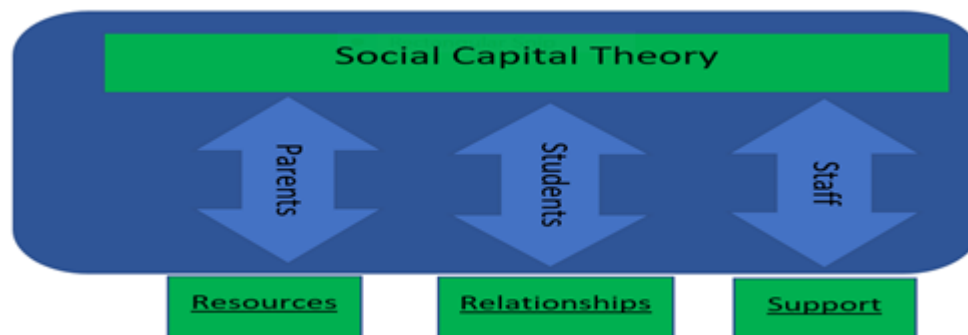 Social Capital Theory
Parents
Students
Staff
Resources
Relationships
Support